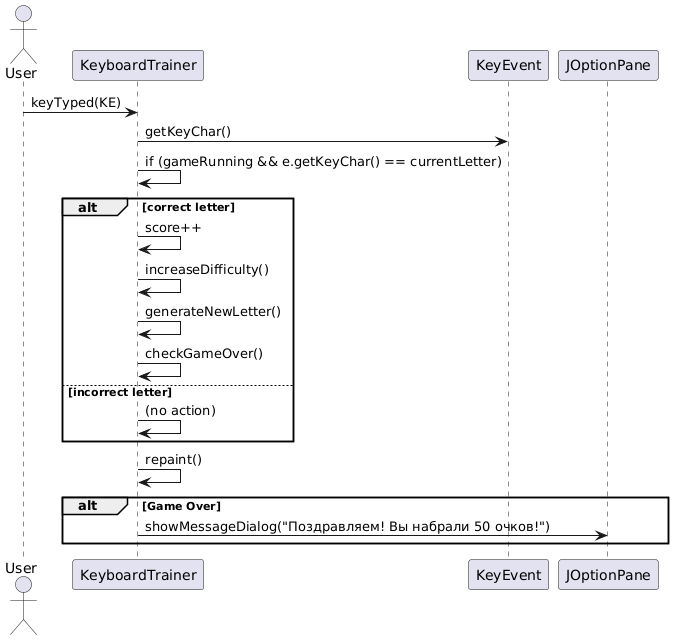 User
KeyboardTrainer
KeyEvent
JOptionPane
keyTyped(KE)
getKeyChar()
if (gameRunning && e.getKeyChar() == currentLetter)
alt
[correct letter]
score++
increaseDifficulty()
generateNewLetter()
checkGameOver()
[incorrect letter]
(no action)
repaint()
alt
[Game Over]
showMessageDialog("Поздравляем! Вы набрали 50 очков!")
User
KeyboardTrainer
KeyEvent
JOptionPane